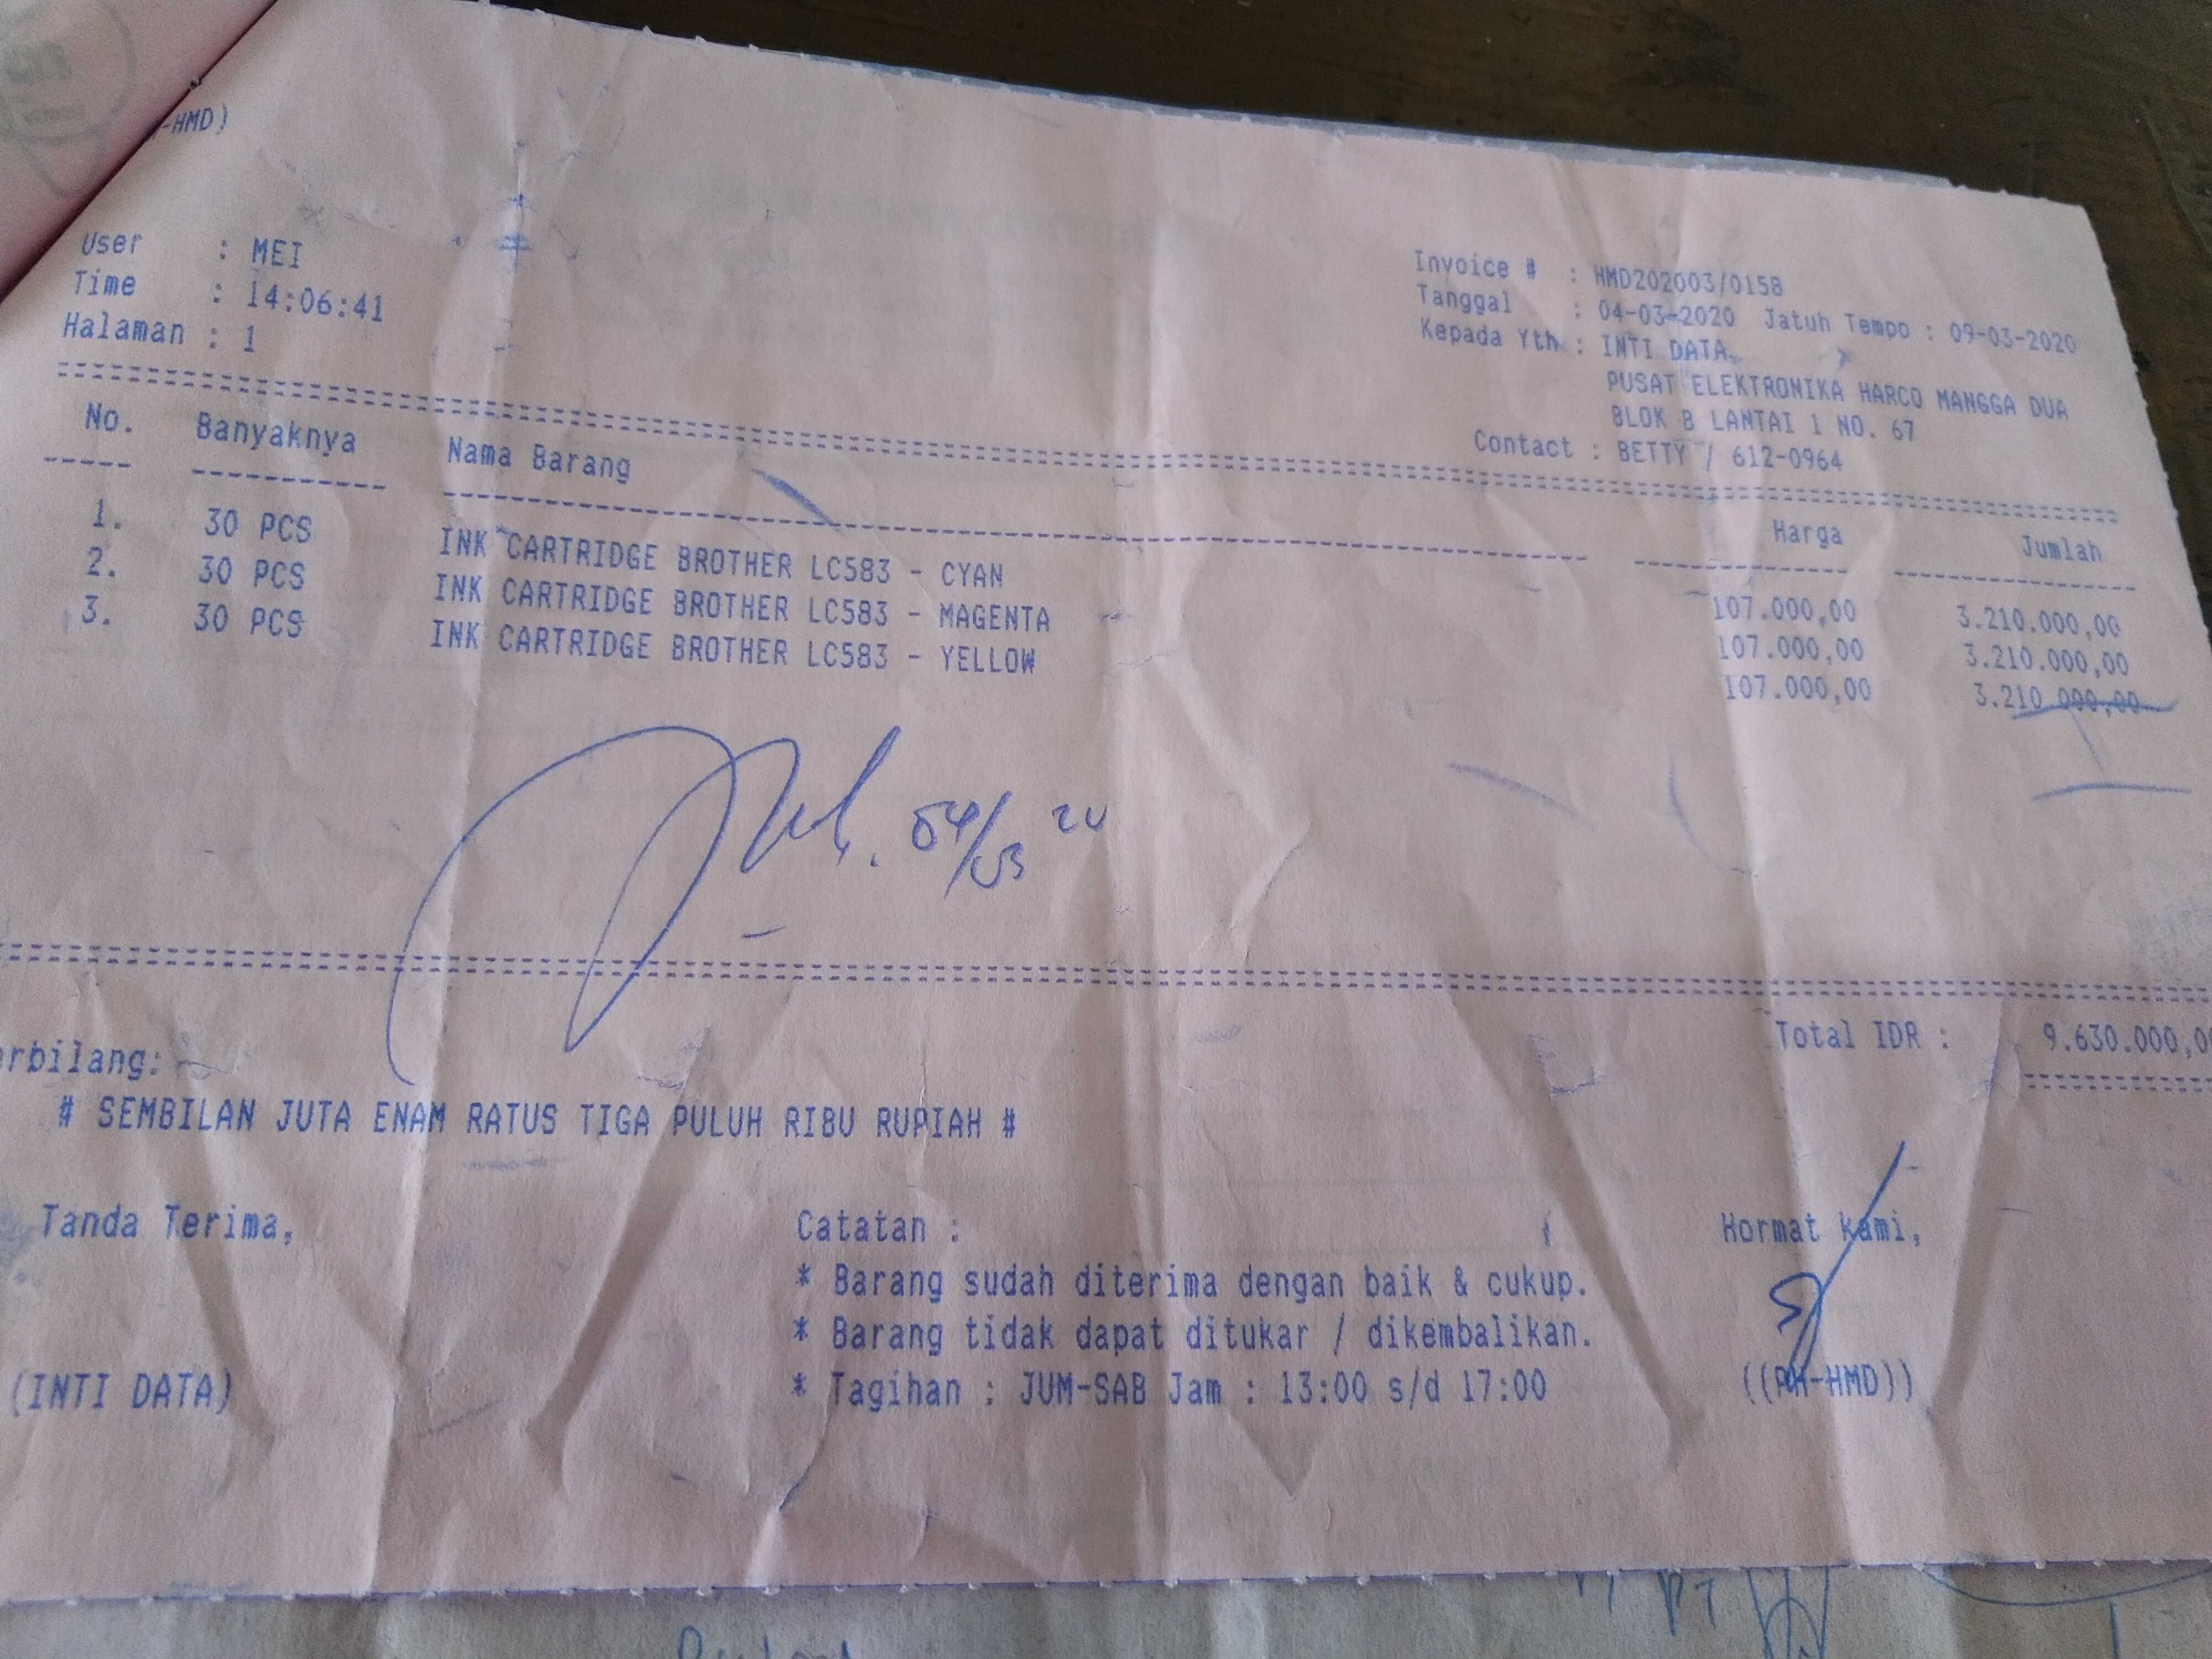 -HMD)
User : MEI
Time : 14:06:41
Halaman : 1
Invoice # : HMD202003/0158
Tanggal : 04-03-2020 Jatuh Tempo : 09-03-2020
Kepada Yth : INTI DATA
PUSAT ELEKTRONIKA HARCO MANGGA DUA
BLOK B LANTAI 1 NO. 67
Contact : BETTY / 612-0964
No. Banyaknya Nama Barang Harga Jumlah
1. 30 PCS INK CARTRIDGE BROTHER LC583 - CYAN 107.000,00 3.210.000,00
2. 30 PCS INK CARTRIDGE BROTHER LC583 - MAGENTA 107.000,00 3.210.000,00
3. 30 PCS INK CARTRIDGE BROTHER LC583 - YELLOW 107.000,00 3.210.000,00
04/03 20
Total IDR : 9.630.000,0
rbilang:
# SEMBILAN JUTA ENAM RATUS TIGA PULUH RIBU RUPIAH #
Tanda Terima,
(INTI DATA)
Catatan :
* Barang sudah diterima dengan baik & cukup.
* Barang tidak dapat ditukar / dikembalikan.
* Tagihan : JUM-SAB Jam : 13:00 s/d 17:00
Hormat kami,
((PH-HMD))